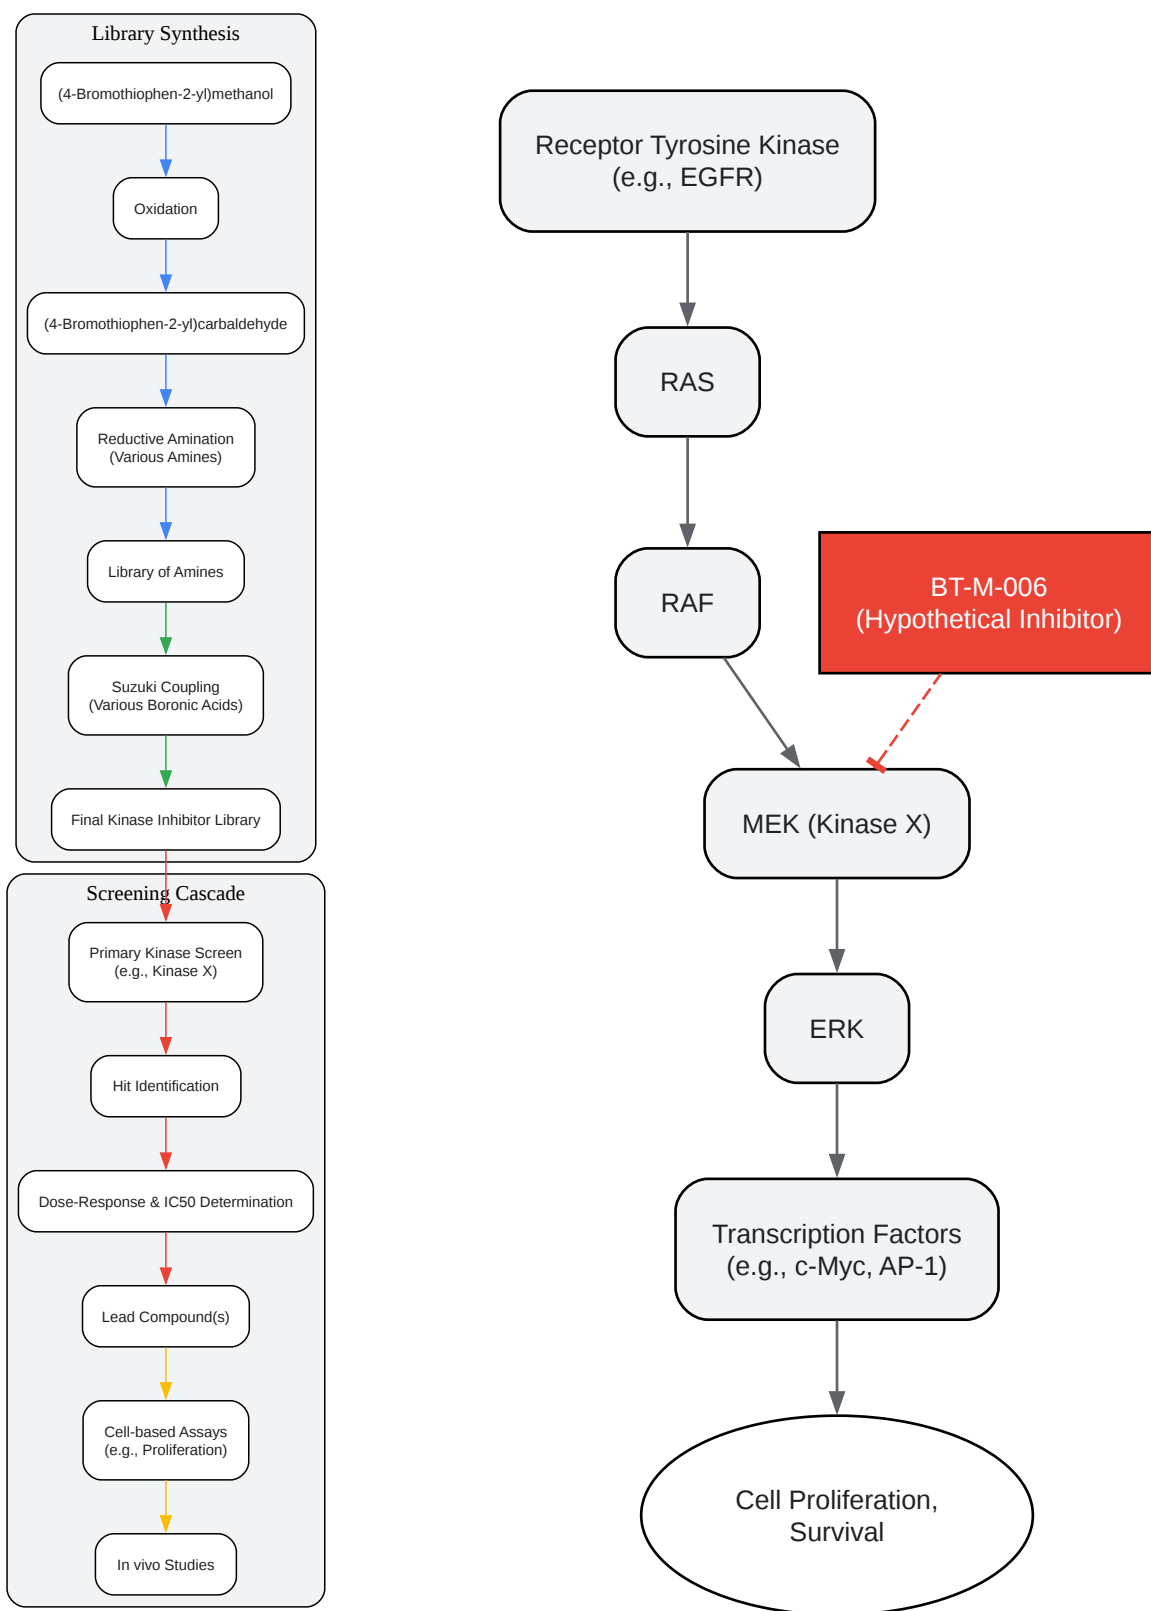 Library Synthesis
(4-Bromothiophen-2-yl)methanol
Oxidation
(4-Bromothiophen-2-yl)carbaldehyde
Reductive Amination
(Various Amines)
Library of Amines
Suzuki Coupling
(Various Boronic Acids)
Final Kinase Inhibitor Library
Screening Cascade
Primary Kinase Screen
(e.g., Kinase X)
Hit Identification
Dose-Response & IC50 Determination
Lead Compound(s)
Cell-based Assays
(e.g., Proliferation)
In vivo Studies
Receptor Tyrosine Kinase
(e.g., EGFR)
RAS
RAF
BT-M-006
(Hypothetical Inhibitor)
MEK (Kinase X)
ERK
Transcription Factors
(e.g., c-Myc, AP-1)
Cell Proliferation,
Survival